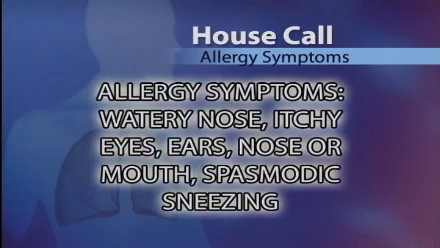 House Call
Allergy Symptoms
ALLERGY SYMPTOMS:
WATERY NOSE, ITCHY
EYES, EARS, NOSE OR
MOUTH, SPASMODIC
SNEEZING